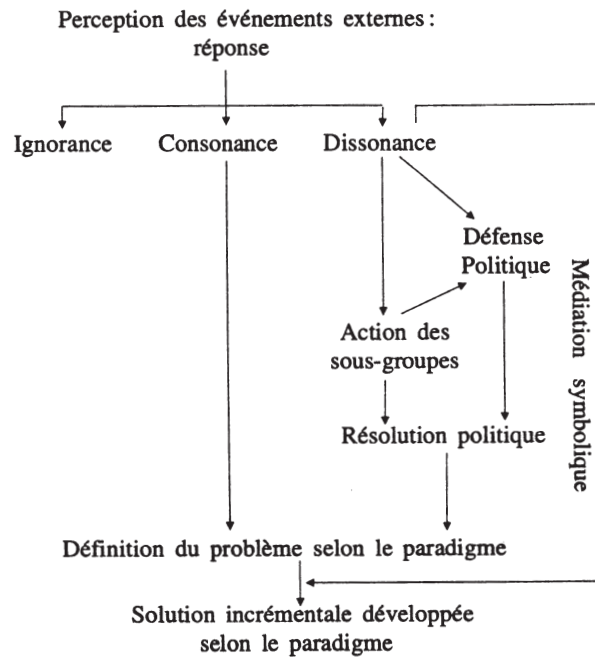 Perception des événements externes :
réponse
Ignorance
Consonance
Dissonance
Défense
Politique
Médiation symbolique
Action des
sous-groupes
Résolution politique
Définition du problème selon le paradigme
Solution incrémentale développée
selon le paradigme